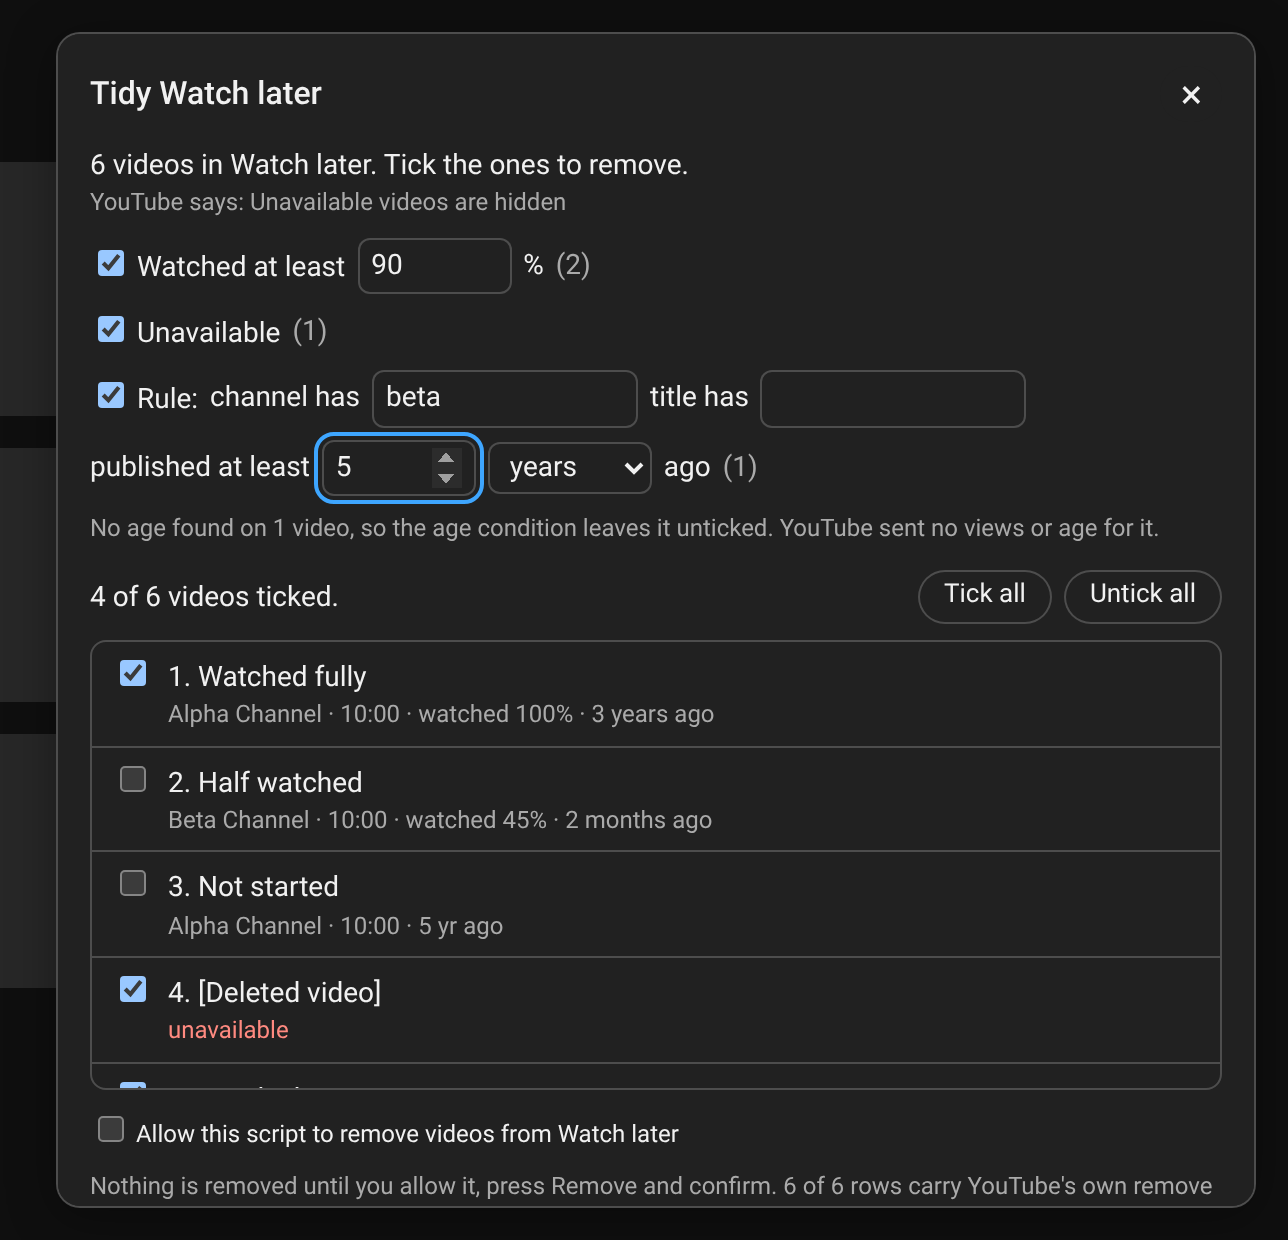 Tidy Watch later
6 videos in Watch later. Tick the ones to remove.
YouTube says: Unavailable videos are hidden
Watched at least 90 % (2)
Unavailable (1)
Rule: channel has beta title has
published at least 5 years ago (1)
No age found on 1 video, so the age condition leaves it unticked. YouTube sent no views or age for it.
4 of 6 videos ticked.
Tick all
Untick all
1. Watched fully
Alpha Channel · 10:00 · watched 100% · 3 years ago
2. Half watched
Beta Channel · 10:00 · watched 45% · 2 months ago
3. Not started
Alpha Channel · 10:00 · 5 yr ago
4. [Deleted video]
unavailable
Allow this script to remove videos from Watch later
Nothing is removed until you allow it, press Remove and confirm. 6 of 6 rows carry YouTube's own remove